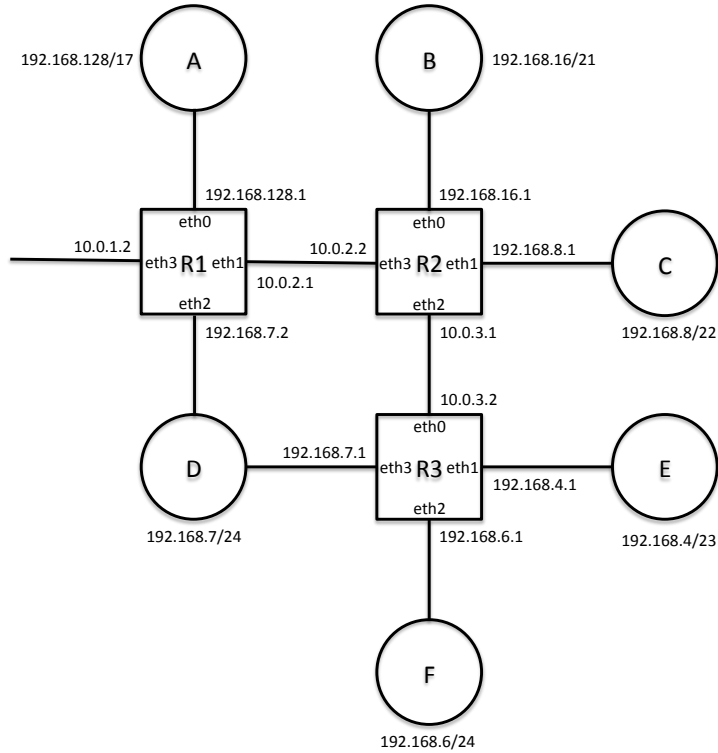 192.168.128/17
A
B
192.168.16/21
192.168.128.1
192.168.16.1
eth0
eth0
10.0.1.2
eth3
R1
eth1
10.0.2.2
eth3
R2
eth1
192.168.8.1
C
10.0.2.1
eth2
eth2
192.168.7.2
10.0.3.1
192.168.8/22
10.0.3.2
eth0
D
192.168.7.1
eth3
R3
eth1
E
192.168.4.1
eth2
192.168.7/24
192.168.6.1
192.168.4/23
F
192.168.6/24